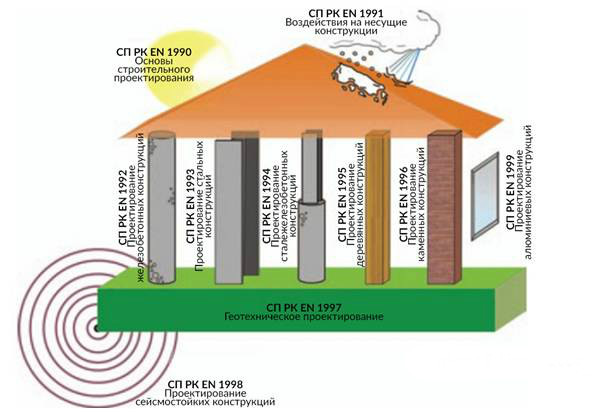 СП РК EN 1991
Воздействия на несущие
конструкции
СП РК EN 1990
Основы
строительного
проектирования
СП РК EN 1992
Проектирование
железобетонных конструкций
СП РК EN 1993
Проектирование стальных
конструкций
СП РК EN 1994
Проектирование
сталежелезобетонных
конструкций
СП РК EN 1995
Проектирование
деревянных конструкций
СП РК EN 1996
Проектирование
каменных конструкций
СП РК EN 1999
Проектирование
алюминиевых конструкций
СП РК EN 1997
Геотехническое проектирование
СП РК EN 1998
Проектирование
сейсмостойких конструкций